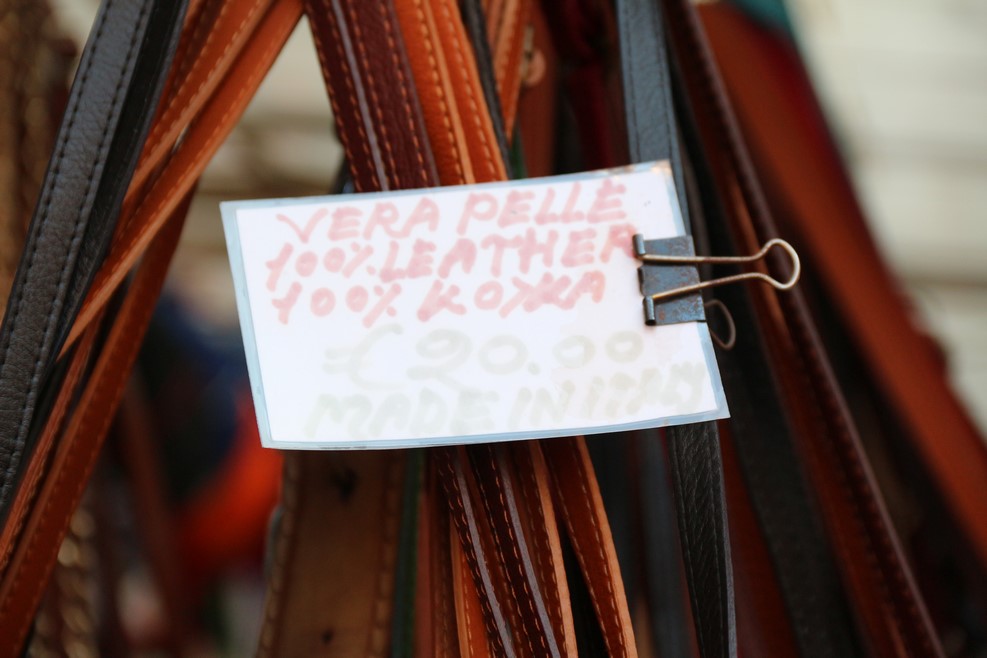 VERA PELLE
100% LEATHER
100% KOЖA
€20.00
MADE IN ITALY